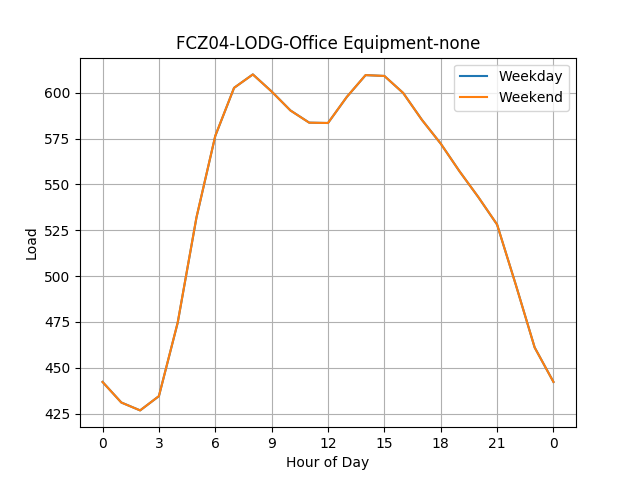 FCZ04-LODG-Office Equipment-none
Weekday
Weekend
600
575
550
525
500
475
450
425
Load
0 3 6 9 12 15 18 21 0
Hour of Day